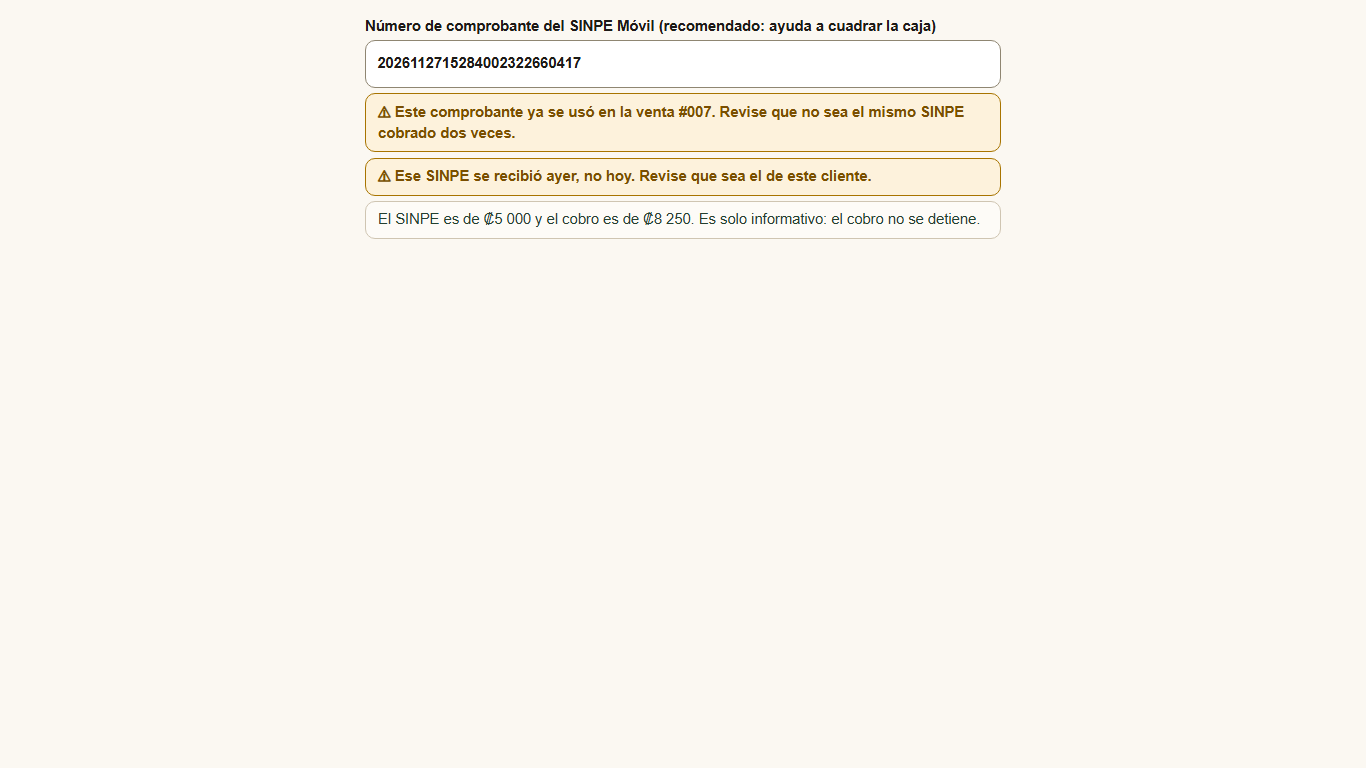 Número de comprobante del SINPE Móvil (recomendado: ayuda a cuadrar la caja)
2026112715284002322660417
⚠ Este comprobante ya se usó en la venta #007. Revise que no sea el mismo SINPE
cobrado dos veces.
⚠ Ese SINPE se recibió ayer, no hoy. Revise que sea el de este cliente.
El SINPE es de ₡5 000 y el cobro es de ₡8 250. Es solo informativo: el cobro no se detiene.